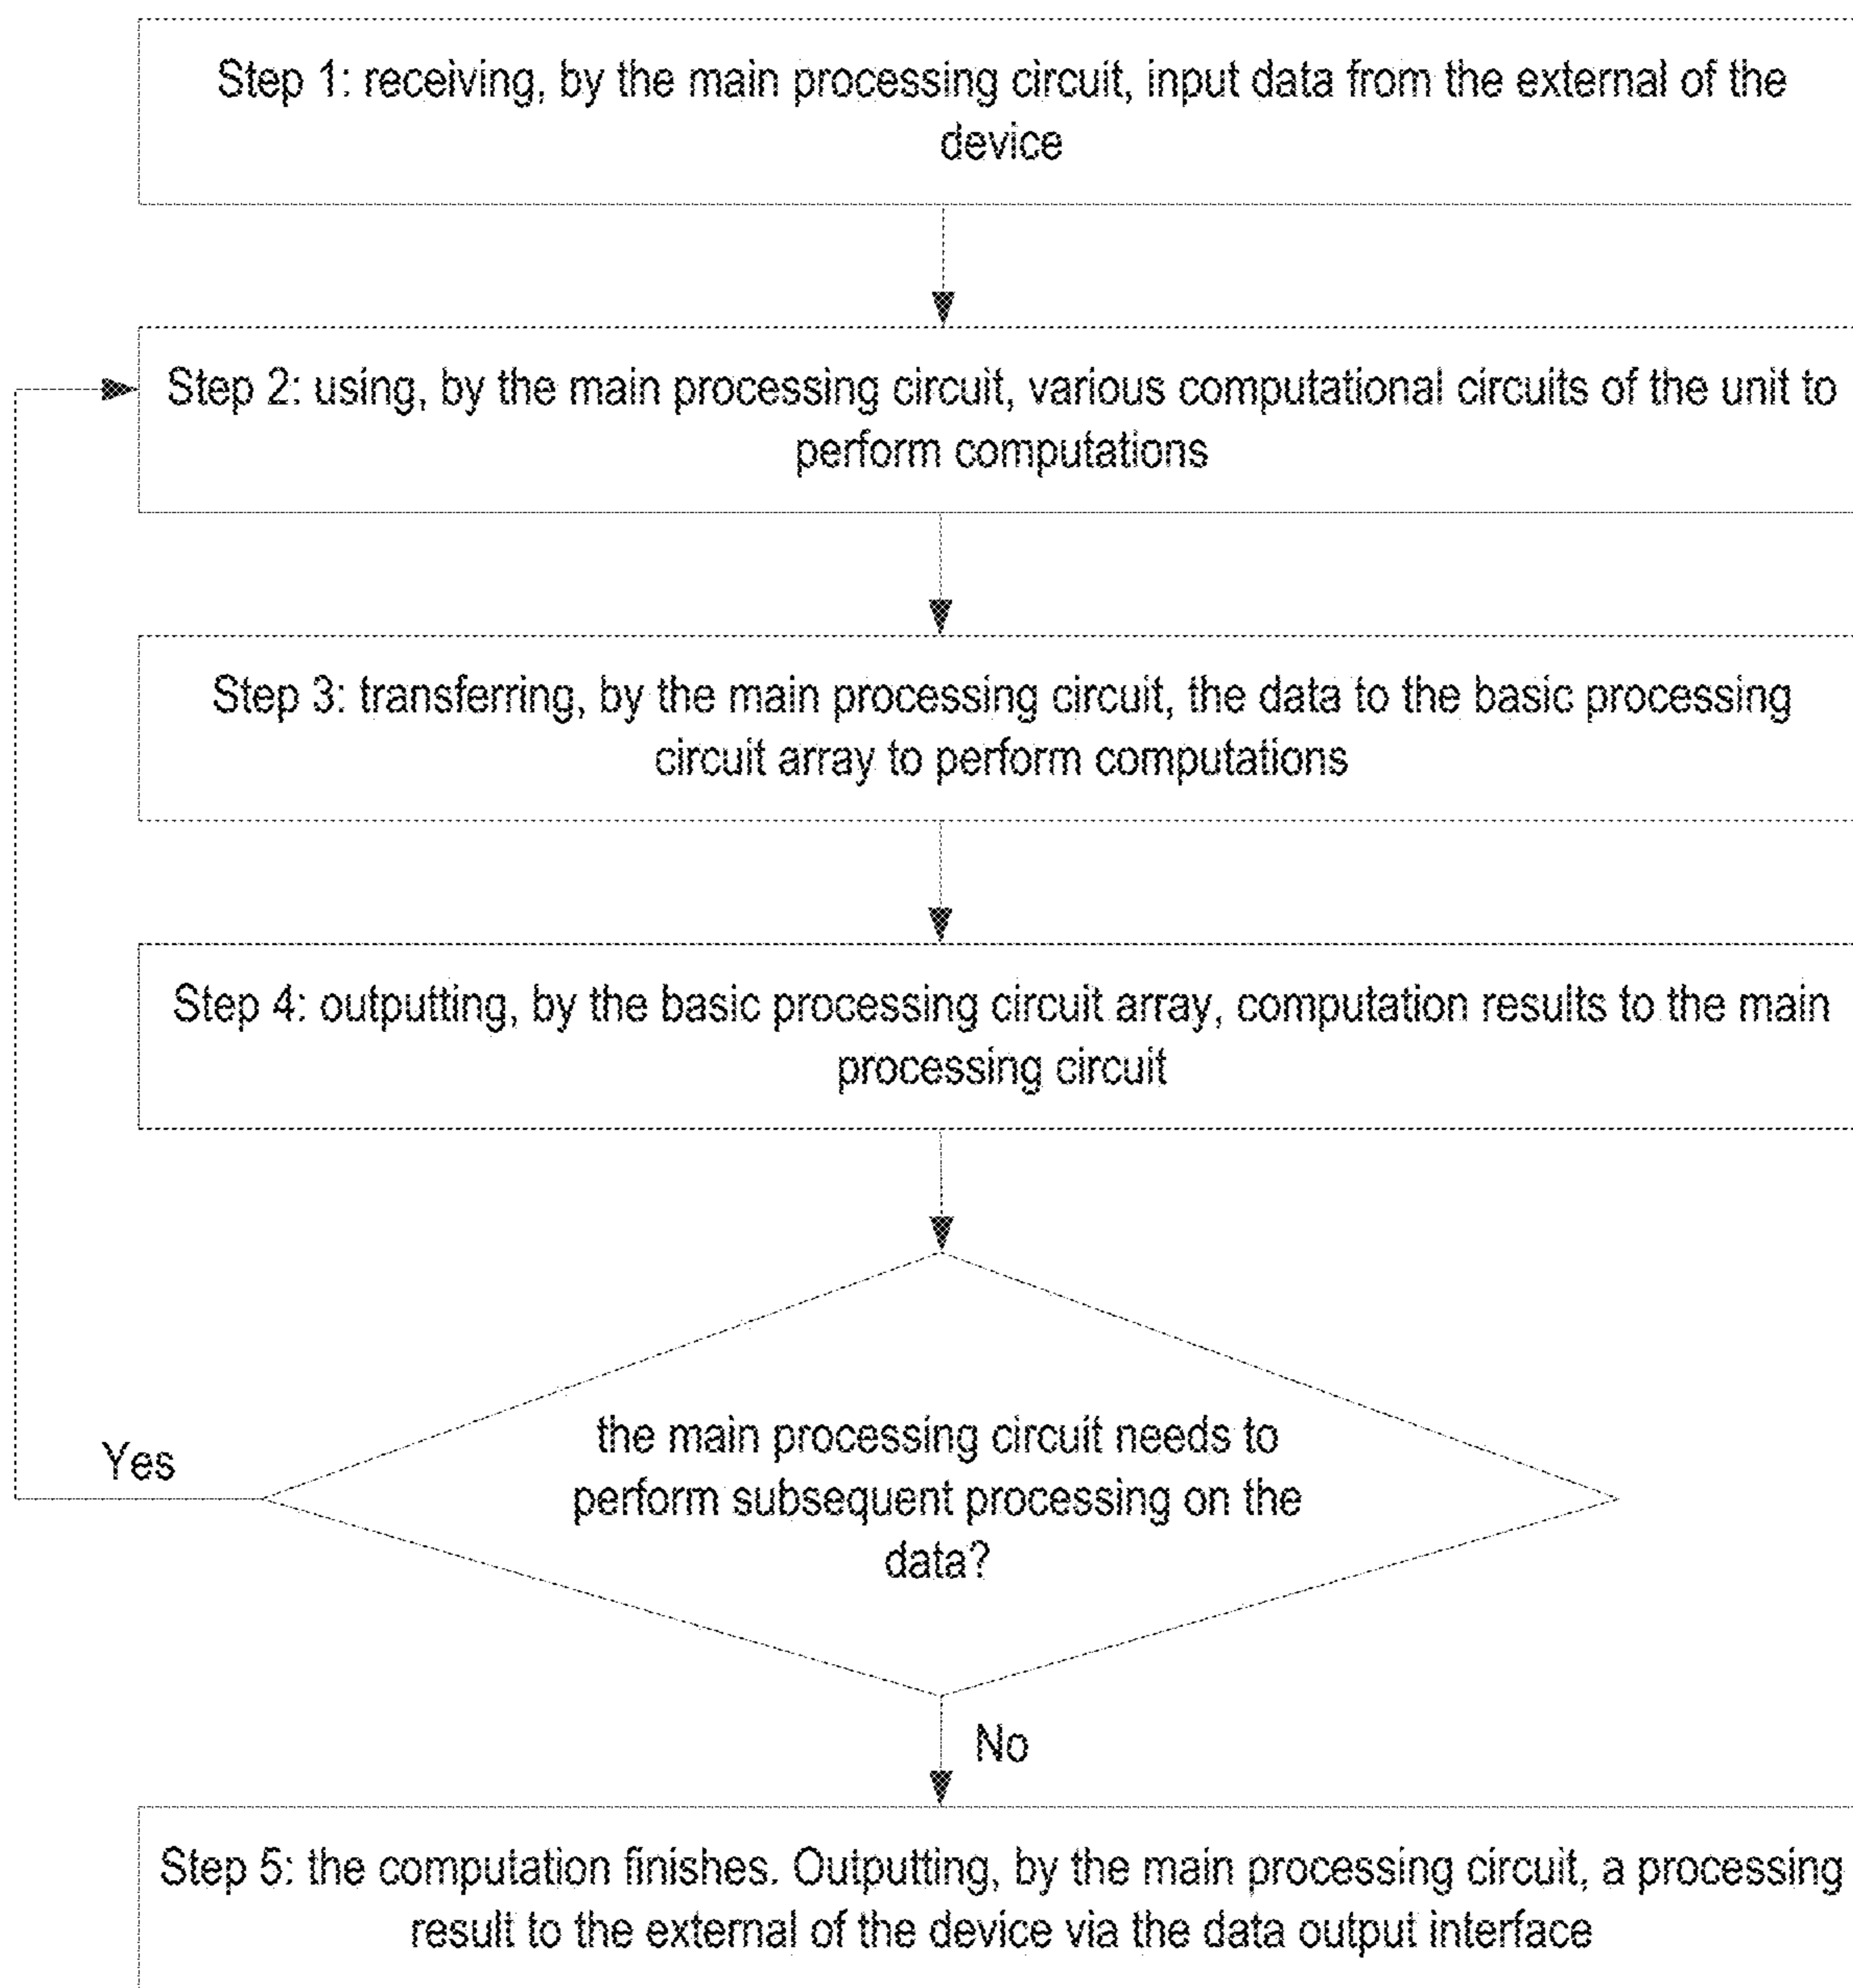 Step 1: receiving, by the main processing circuit, input data from the external of the
device
Step 2: using, by the main processing circuit, various computational circuits of the unit to
perform computations
Step 3: transferring, by the main processing circuit, the data to the basic processing
circuit array to perform computations
Step 4: outputting, by the basic processing circuit array, computation results to the main
processing circuit
the main processing circuit needs to
perform subsequent processing on the
data?
Yes
No
Step 5: the computation finishes. Outputting, by the main processing circuit, a processing
result to the external of the device via the data output interface